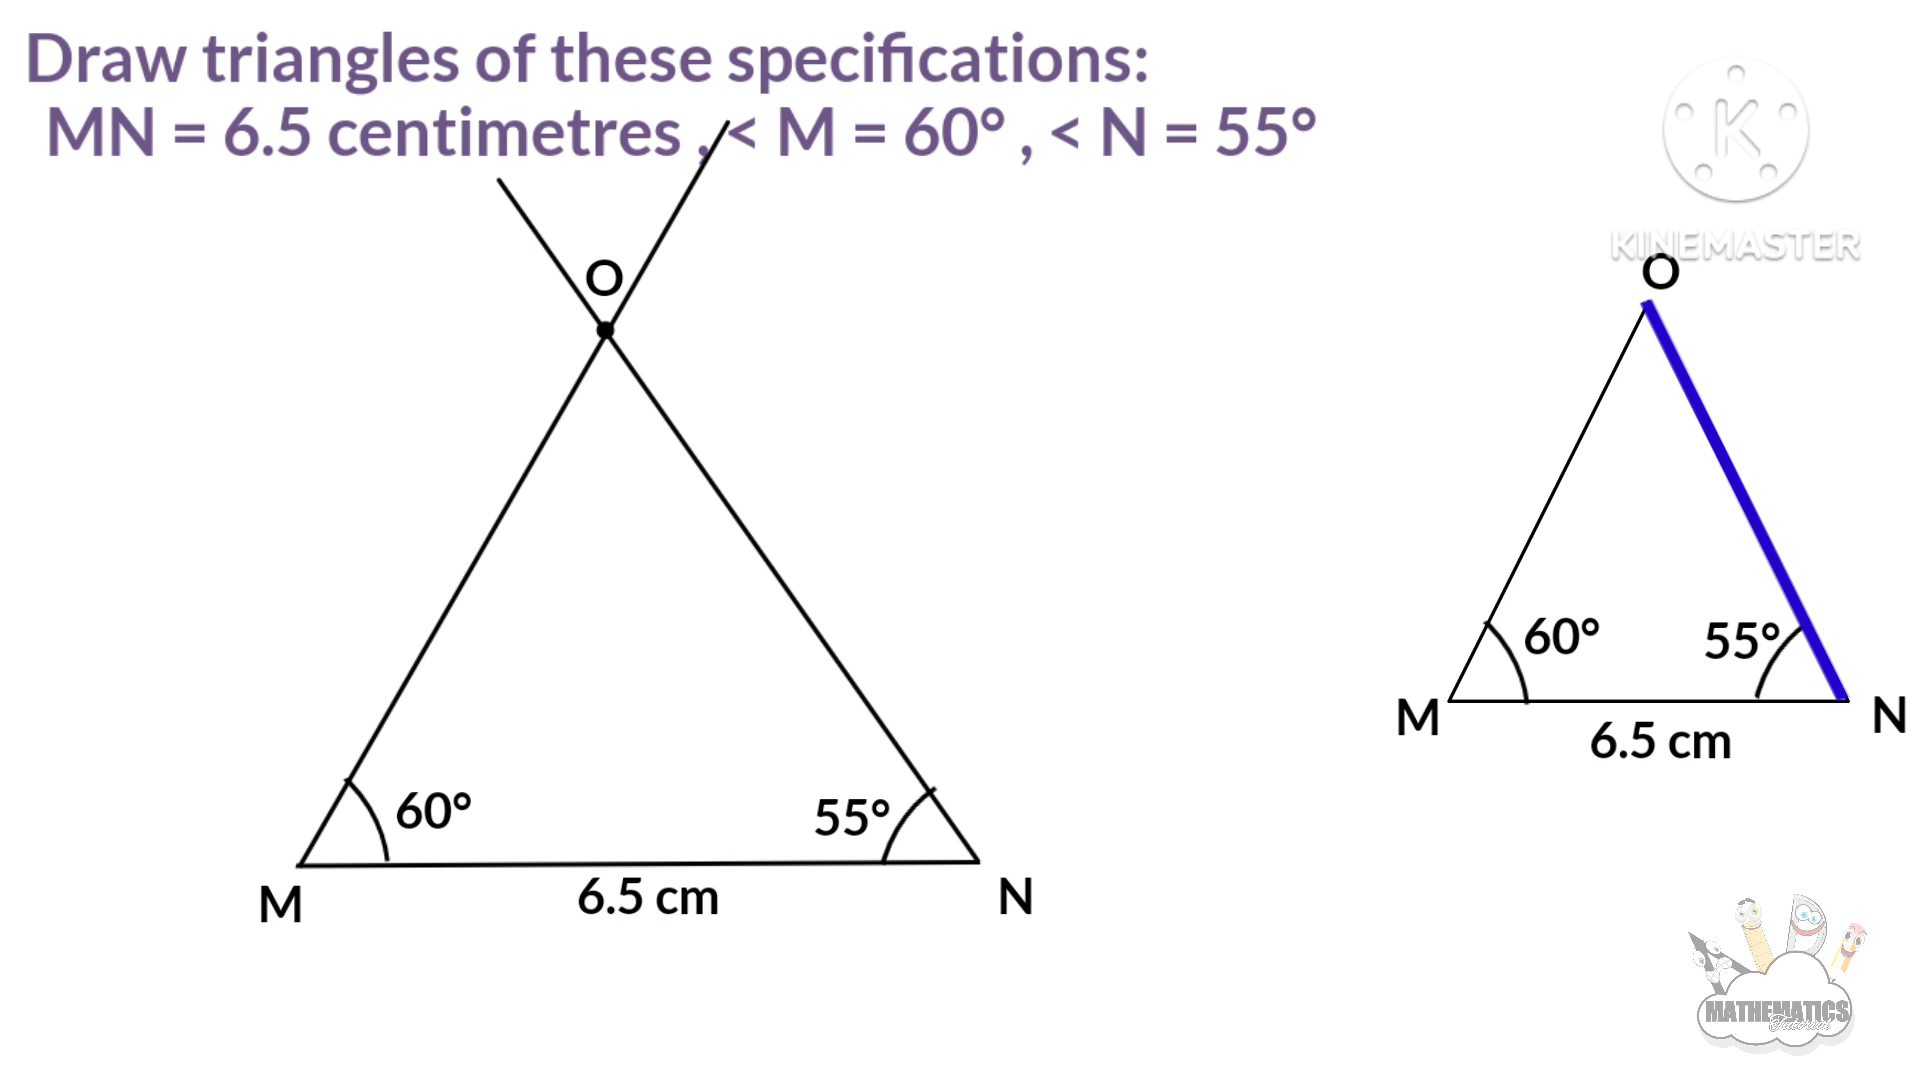 Draw triangles of these specifications:
MN = 6.5 centimetres , < M = 60° , < N = 55°
K
KINEMASTER
O
60°
55°
M
6.5 cm
N
O
60°
55°
M
6.5 cm
N
MATHEMATICS
Tutorial